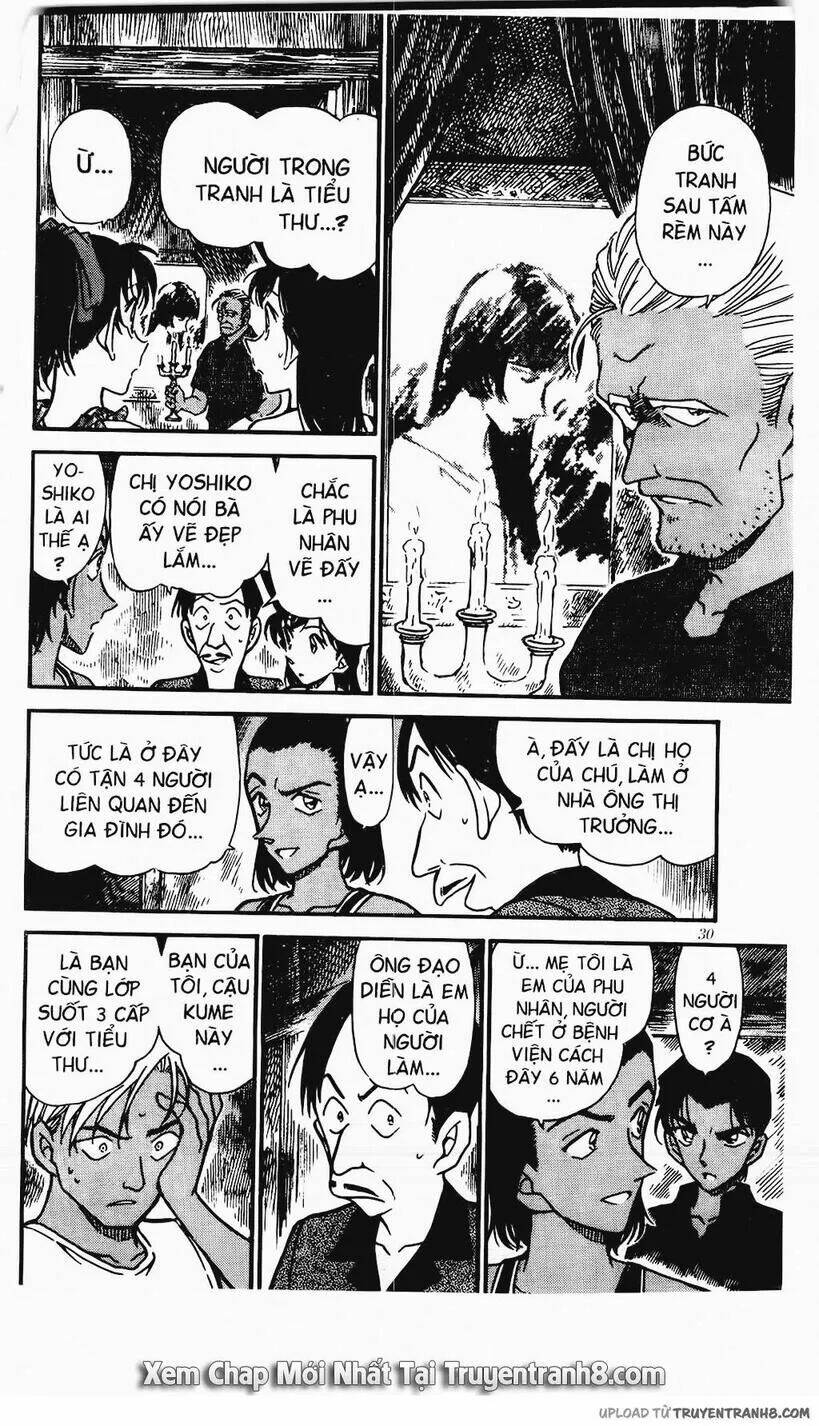 BỨC
TRANH
SAU TẤM
RÈM NÀY
...
NGƯỜI TRONG
TRANH LÀ TIỂU
THƯ...?
Ừ...
CHẮC
LÀ PHU
NHÂN
VẼ ĐẤY
...
CHỊ YOSHIKO
CÓ NÓI BÀ
ẤY VẼ ĐẸP
LẮM...
YO-
SHIKO
LÀ AI
THẾ Ạ
?
À, ĐẤY LÀ CHỊ HỌ
CỦA CHÚ, LÀM Ở
NHÀ ÔNG THỊ
TRƯỞNG...
VẬY
Ạ...
TỨC LÀ Ở ĐÂY
CÓ TẬN 4 NGƯỜI
LIÊN QUAN ĐẾN
GIA ĐÌNH ĐÓ...
30
4
NGƯỜI
CƠ À
?
Ừ... MẸ TÔI LÀ
EM CỦA PHU
NHÂN, NGƯỜI
CHẾT Ở BỆNH
VIỆN CÁCH
ĐÂY 6 NĂM
...
ÔNG ĐẠO
DIỄN LÀ EM
HỌ CỦA
NGƯỜI
LÀM...
BẠN CỦA
TÔI, CẬU
KUME
NÀY
...
LÀ BẠN
CÙNG LỚP
SUỐT 3 CẤP
VỚI TIỂU
THƯ...
Xem Chap Mới Nhất Tại Truyentranh8.com
UPLOAD TỪ TRUYENTRANH8.COM